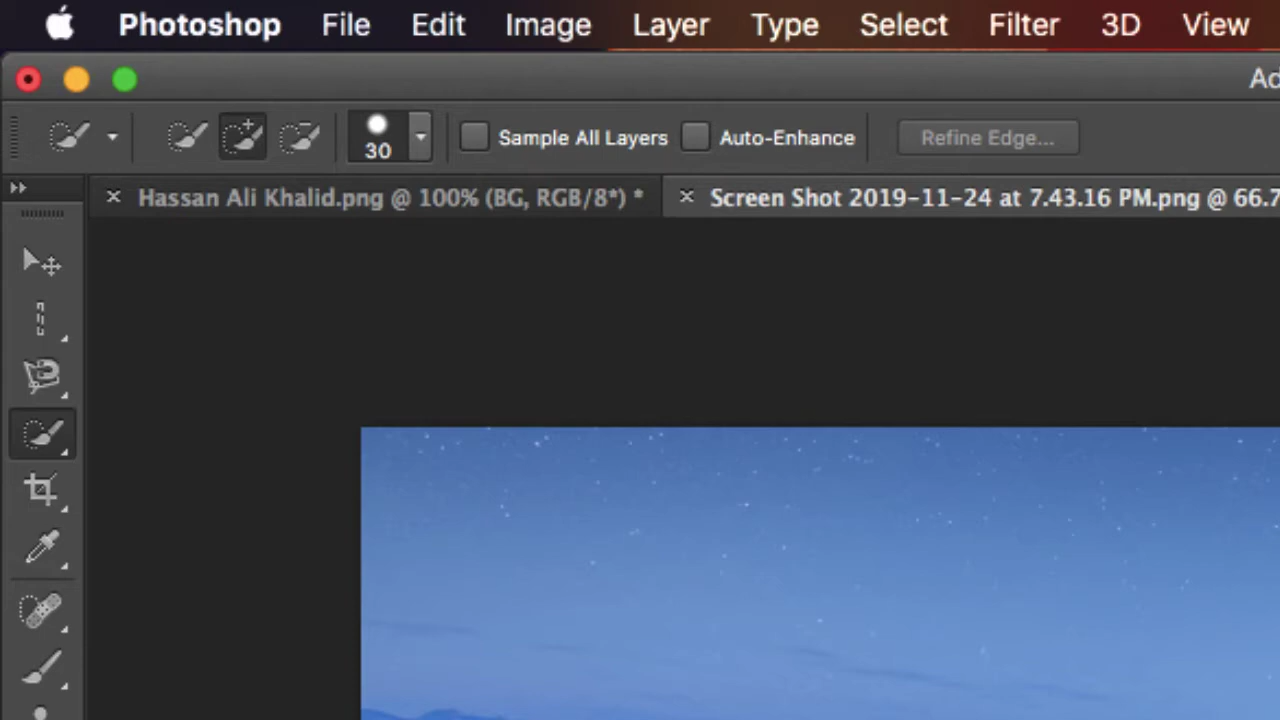 Photoshop File Edit Image Layer Type Select Filter 3D View
Ad
30 Sample All Layers Auto-Enhance Refine Edge...
× Hassan Ali Khalid.png @ 100% (BG, RGB/8*) * × Screen Shot 2019-11-24 at 7.43.16 PM.png @ 66.7